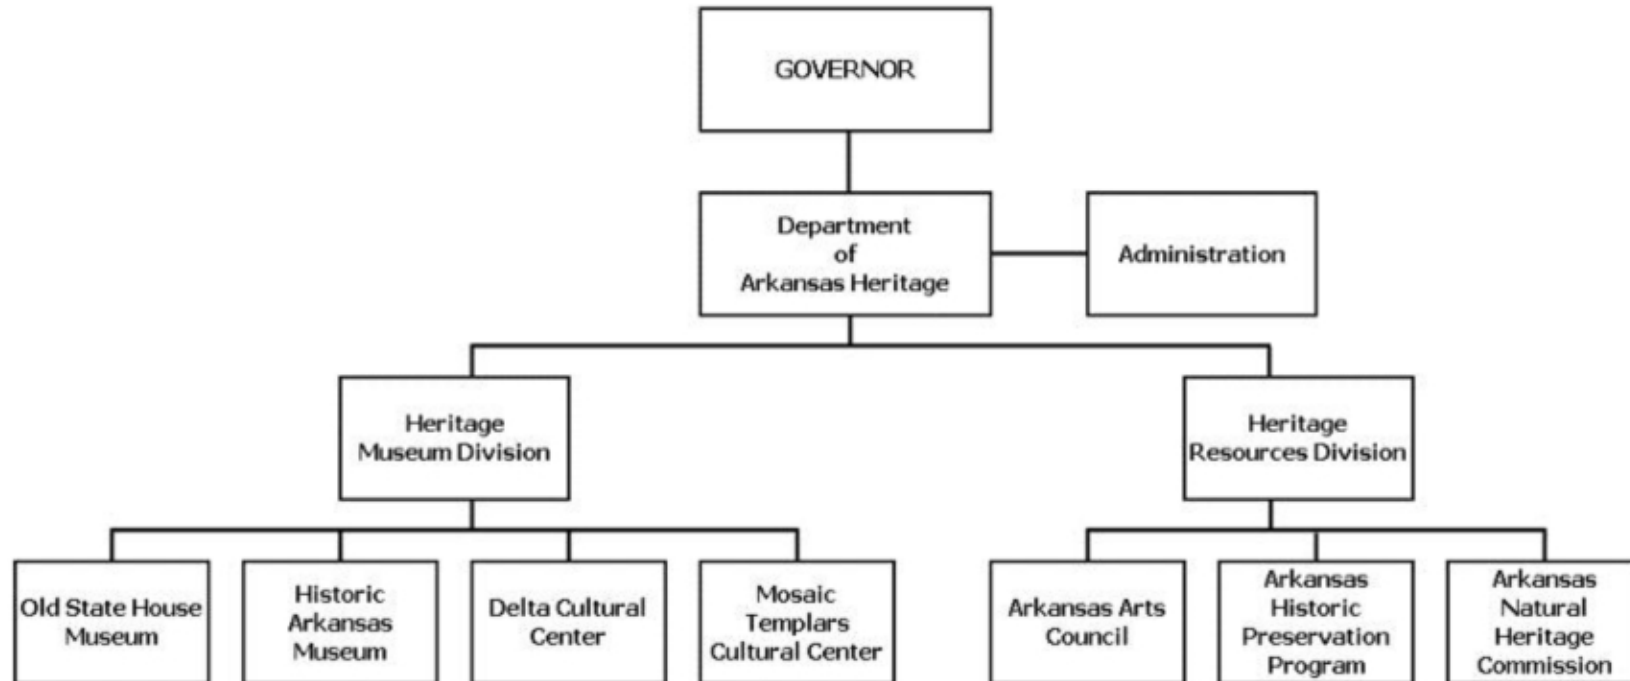 GOVERNOR
Department
of
Arkansas Heritage
Administration
Heritage
Museum Division
Heritage
Resources Division
Old State House
Museum
Historic
Arkansas
Museum
Delta Cultural
Center
Mosaic
Templars
Cultural Center
Arkansas Arts
Council
Arkansas
Historic
Preservation
Program
Arkansas
Natural
Heritage
Commission